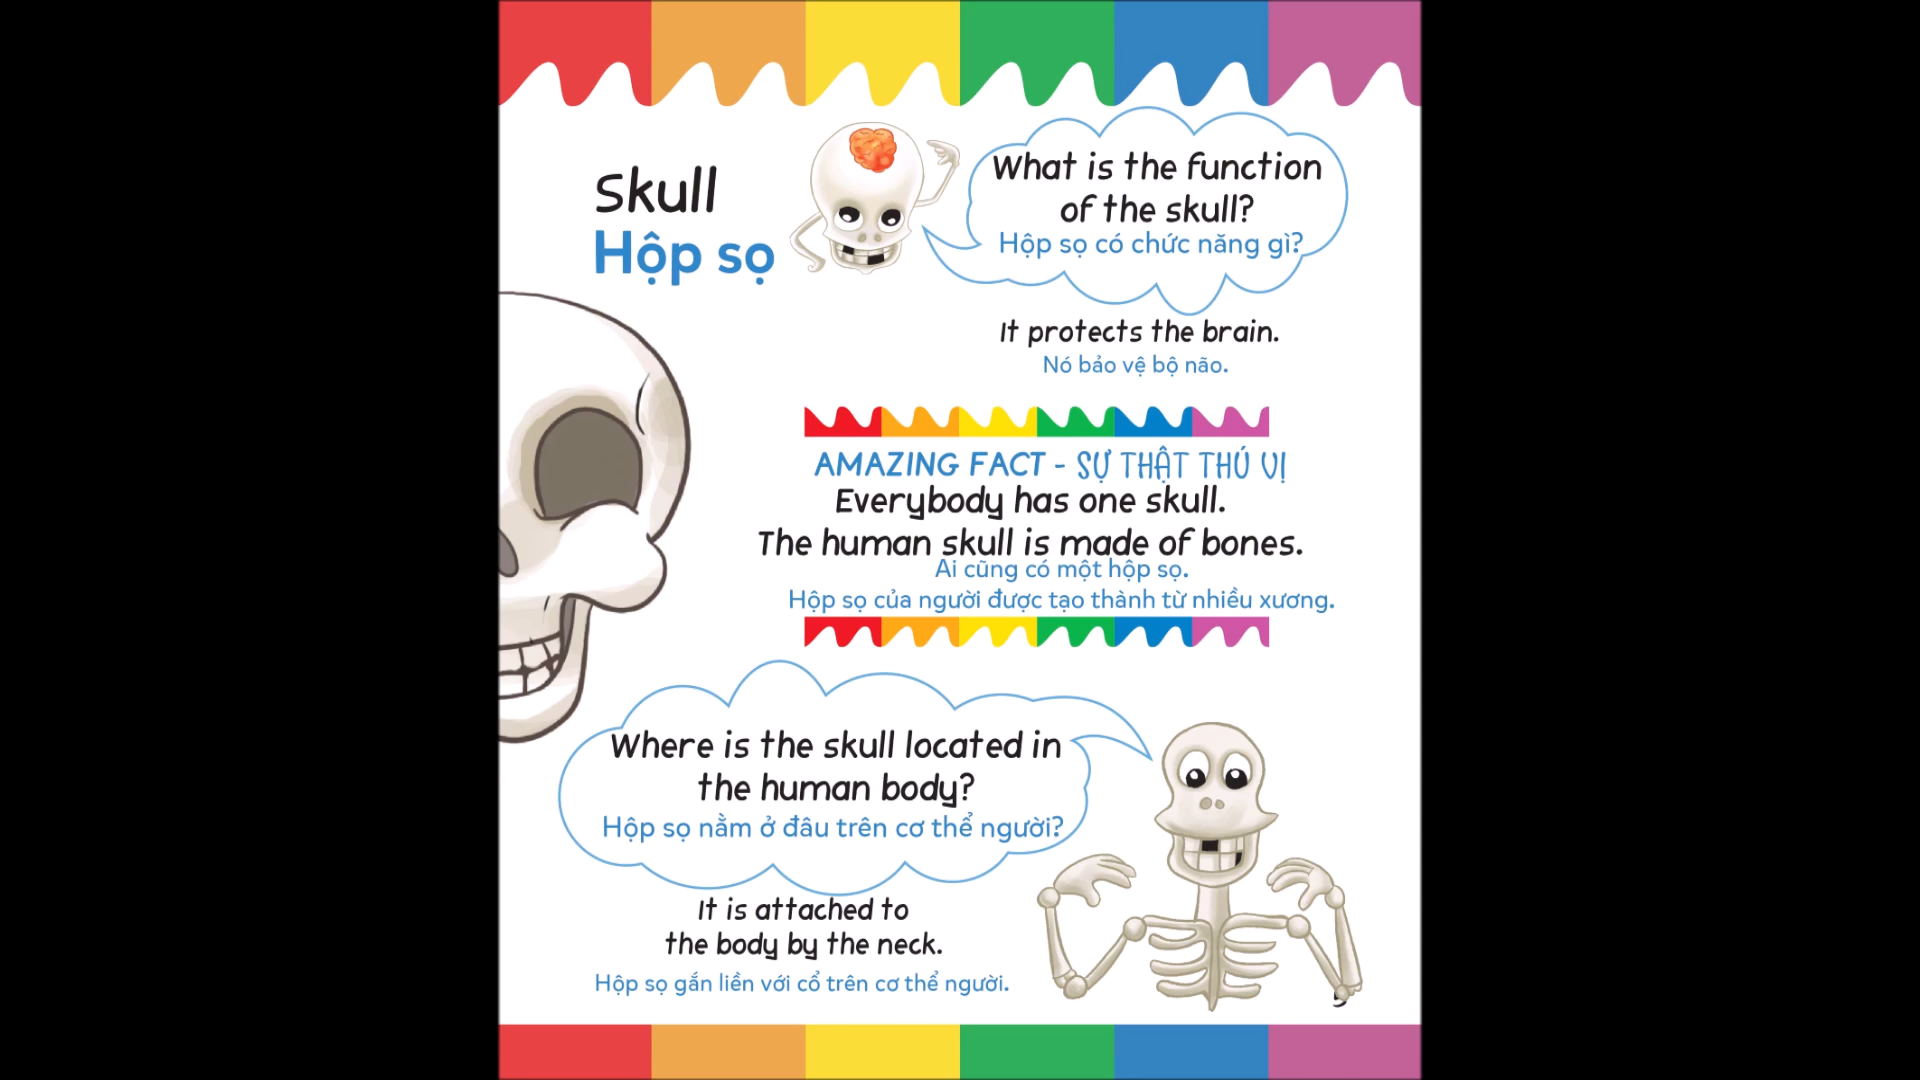 Skull
Hộp sọ
What is the function
of the skull?
Hộp sọ có chức năng gì?
It protects the brain.
Nó bảo vệ bộ não.
AMAZING FACT - SỰ THẬT THÚ VỊ
Everybody has one skull.
The human skull is made of bones.
Ai cũng có một hộp sọ.
Hộp sọ của người được tạo thành từ nhiều xương.
Where is the skull located in
the human body?
Hộp sọ nằm ở đâu trên cơ thể người?
It is attached to
the body by the neck.
Hộp sọ gắn liền với cổ trên cơ thể người.